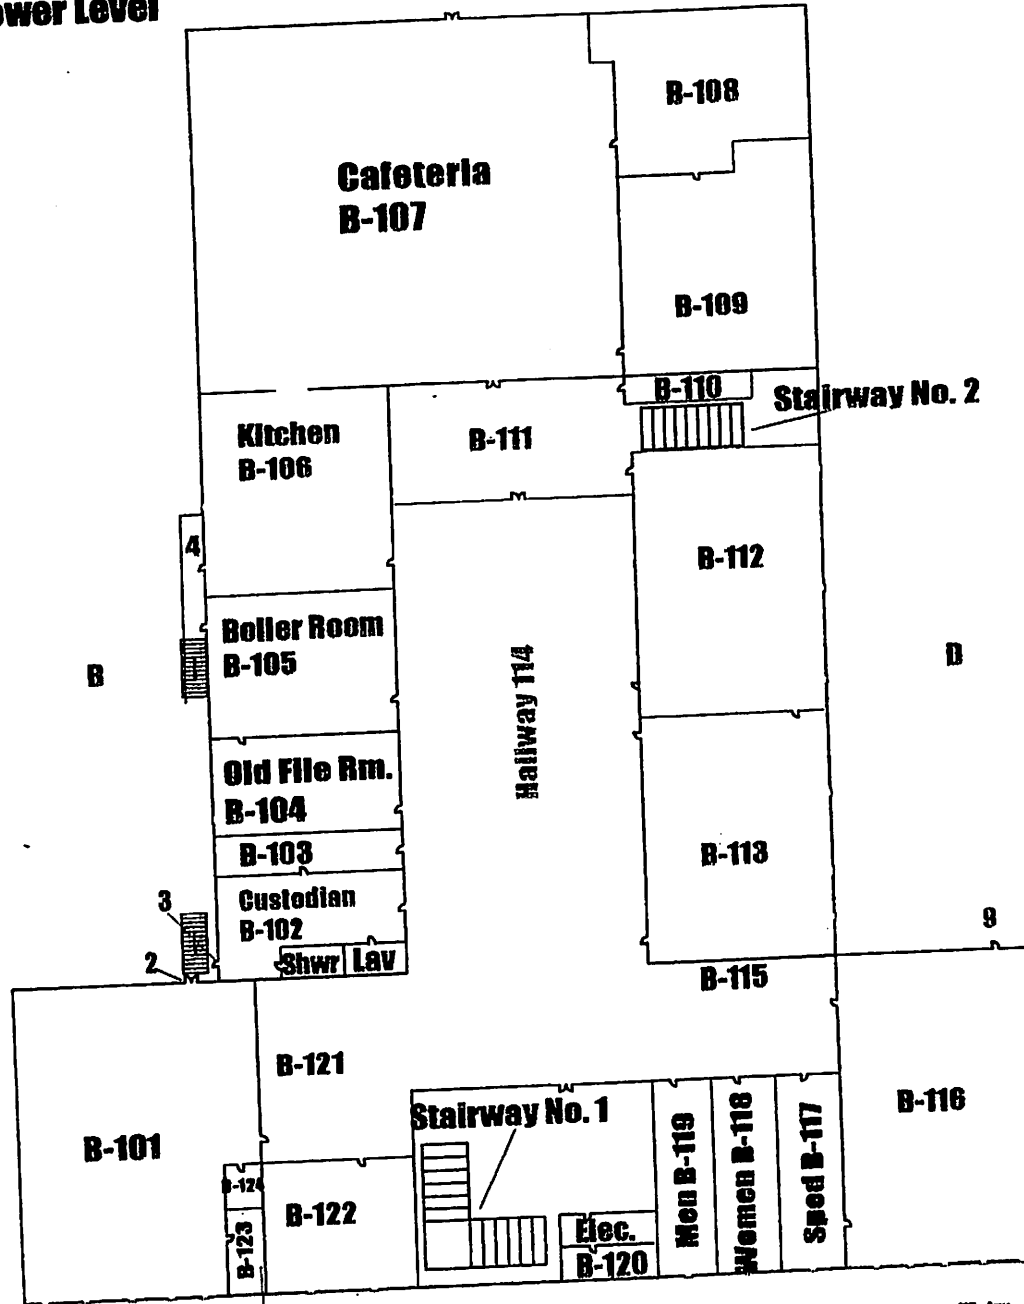 ower Level
B-108
Cafeteria
B-107
B-109
B-110
Stairway No. 2
Kitchen
B-106
B-111
4
B-112
Boiler Room
B-105
B
D
Hallway 114
Old File Rm.
B-104
B-103
B-113
Custodian
B-102
3
9
2
Shwr
Lav
B-115
B-121
B-116
Stairway No. 1
B-101
Men B-119
Women B-118
Sped B-117
B-124
B-122
B-123
Elec.
B-120